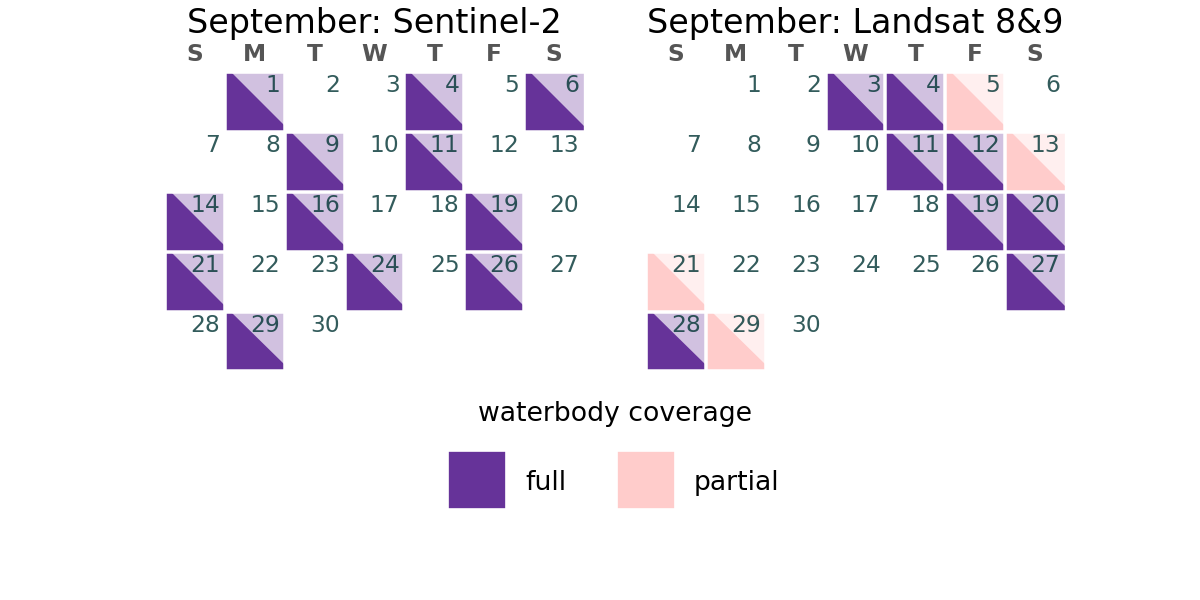 September: Sentinel-2
S M T W T F S
1 2 3 4 5 6
7 8 9 10 11 12 13
14 15 16 17 18 19 20
21 22 23 24 25 26 27
28 29 30
September: Landsat 8&9
S M T W T F S
1 2 3 4 5 6
7 8 9 10 11 12 13
14 15 16 17 18 19 20
21 22 23 24 25 26 27
28 29 30
waterbody coverage
full
partial